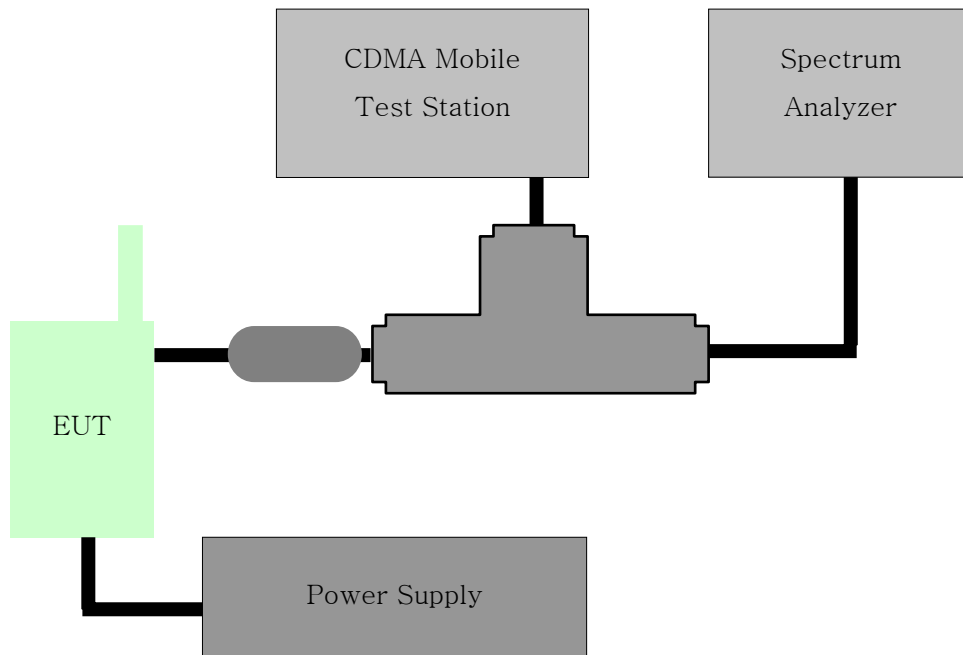 CDMA Mobile
Test Station
Spectrum
Analyzer
EUT
Power Supply